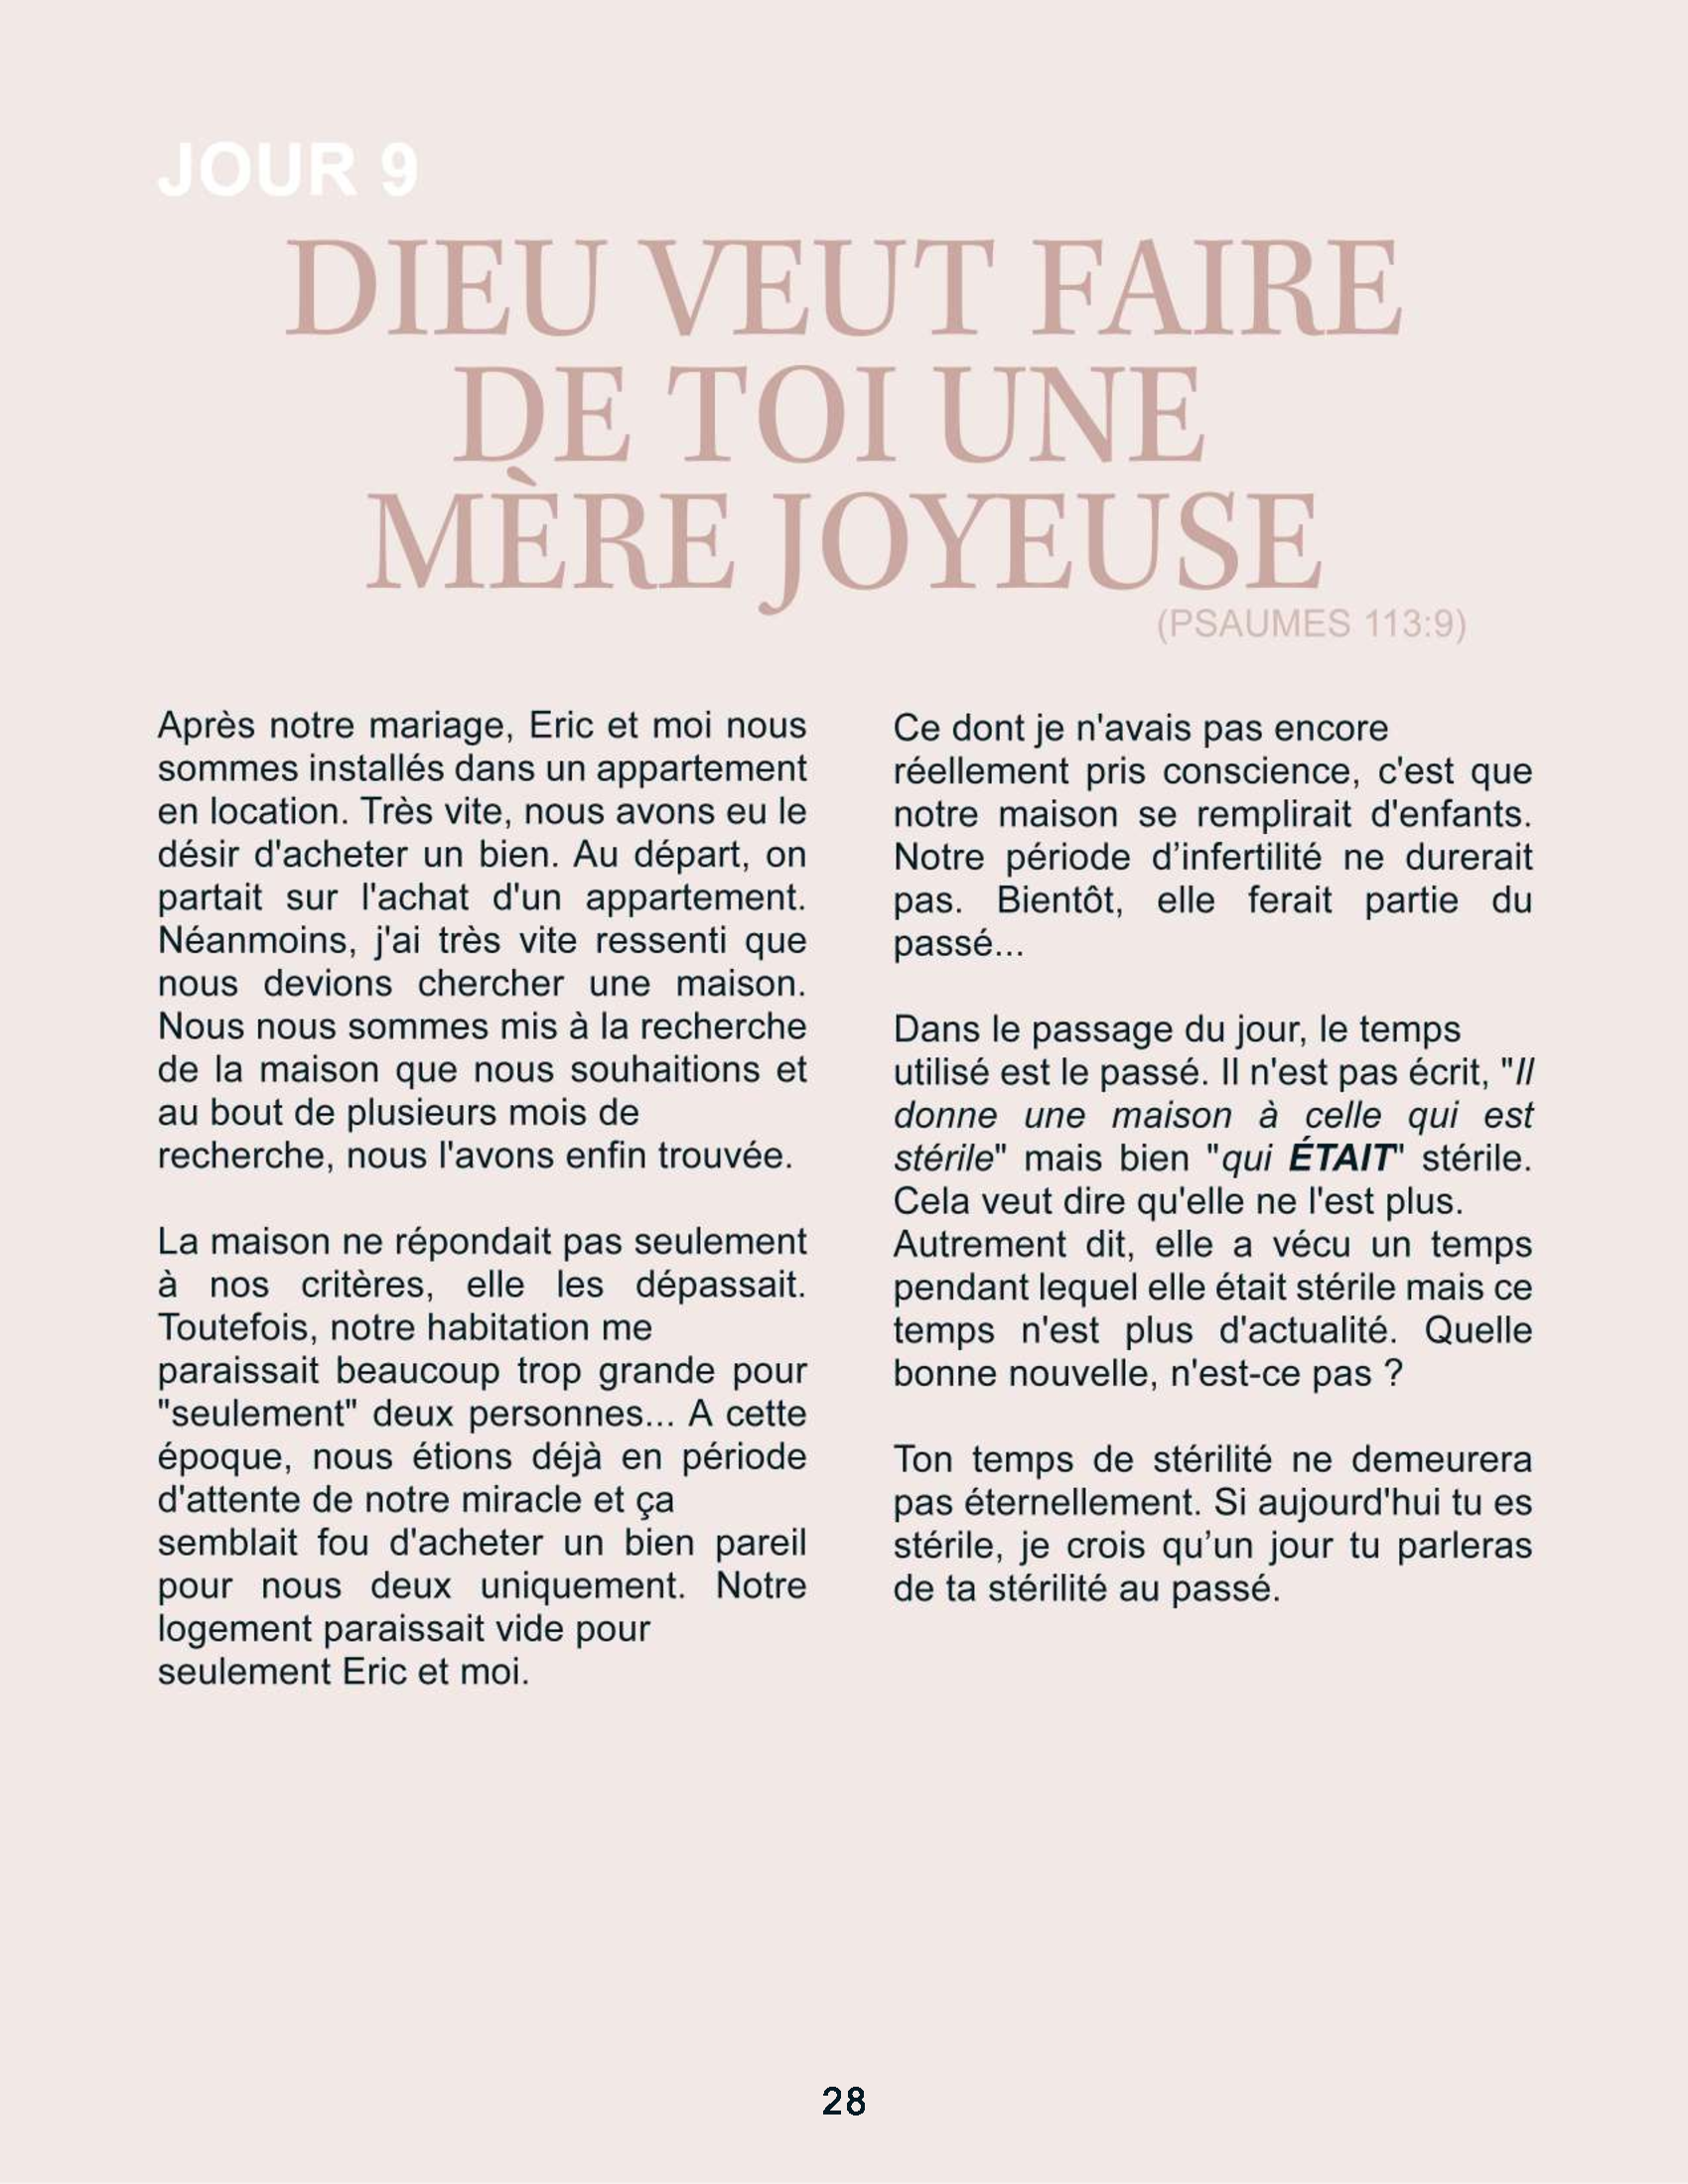 JOUR 9
DIEU VEUT FAIRE
DE TOI UNE
MÈRE JOYEUSE
(PSAUMES 113:9)
Après notre mariage, Eric et moi nous
sommes installés dans un appartement
en location. Très vite, nous avons eu le
désir d'acheter un bien. Au départ, on
partait sur l'achat d'un appartement.
Néanmoins, j'ai très vite ressenti que
nous devions chercher une maison.
Nous nous sommes mis à la recherche
de la maison que nous souhaitions et
au bout de plusieurs mois de
recherche, nous l'avons enfin trouvée.
La maison ne répondait pas seulement
à nos critères, elle les dépassait.
Toutefois, notre habitation me
paraissait beaucoup trop grande pour
"seulement" deux personnes... A cette
époque, nous étions déjà en période
d'attente de notre miracle et ça
semblait fou d'acheter un bien pareil
pour nous deux uniquement. Notre
logement paraissait vide pour
seulement Eric et moi.
Ce dont je n'avais pas encore
réellement pris conscience, c'est que
notre maison se remplirait d'enfants.
Notre période d’infertilité ne durerait
pas. Bientôt, elle ferait partie du
passé...
Dans le passage du jour, le temps
utilisé est le passé. Il n'est pas écrit, "Il
donne une maison à celle qui est
stérile" mais bien "qui ÉTAIT" stérile.
Cela veut dire qu'elle ne l'est plus.
Autrement dit, elle a vécu un temps
pendant lequel elle était stérile mais ce
temps n'est plus d'actualité. Quelle
bonne nouvelle, n'est-ce pas ?
Ton temps de stérilité ne demeurera
pas éternellement. Si aujourd'hui tu es
stérile, je crois qu’un jour tu parleras
de ta stérilité au passé.
28